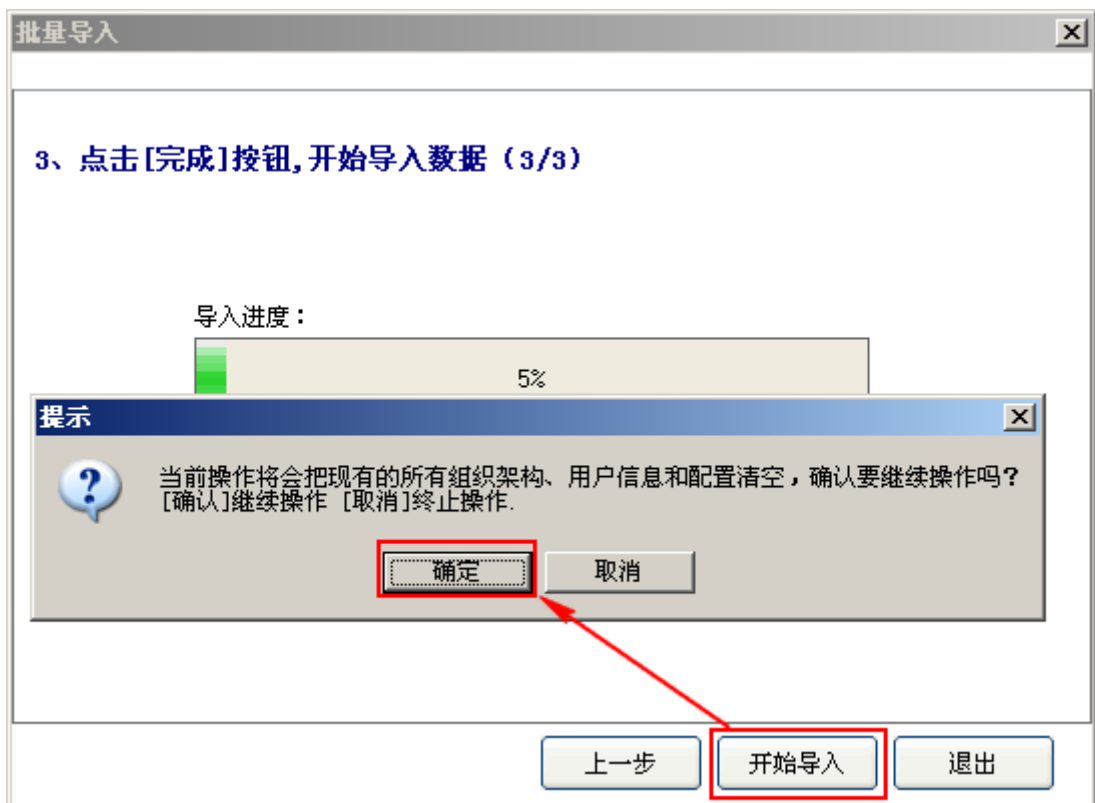 批量导入
3、点击[完成]按钮,开始导入数据（3/3）
导入进度：
5%
提示
当前操作将会把现有的所有组织架构、用户信息和配置清空，确认要继续操作吗？
[确认]继续操作 [取消]终止操作.
确定 取消
上一步 开始导入 退出